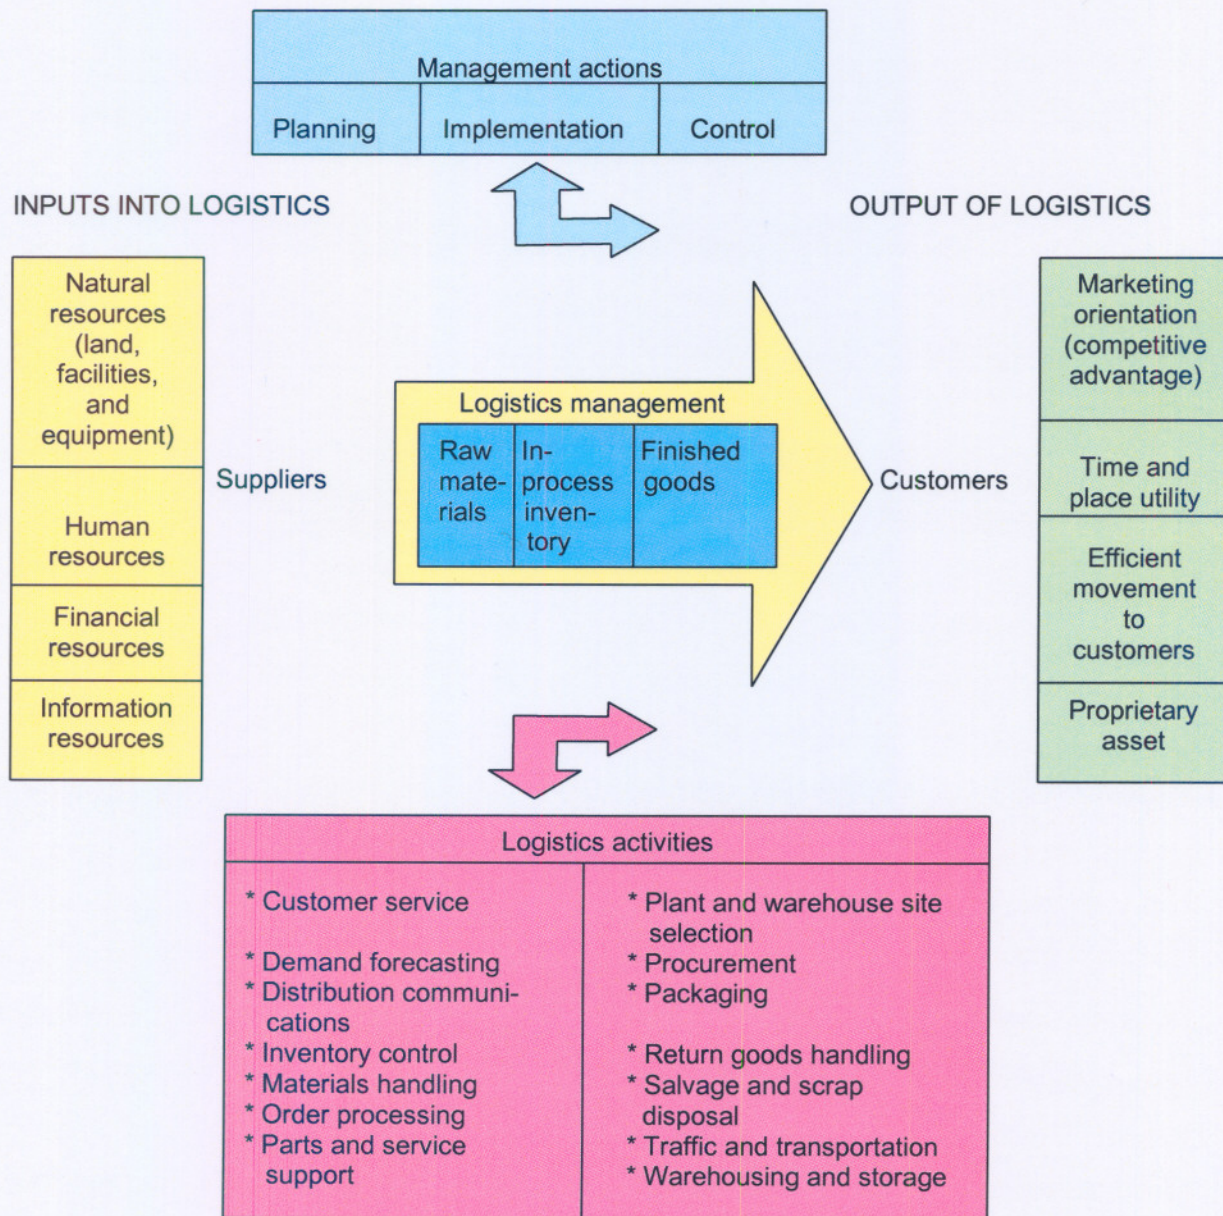 Management actions
Planning
Implementation
Control
INPUTS INTO LOGISTICS
OUTPUT OF LOGISTICS
Natural
resources
(land,
facilities,
and
equipment)
Human
resources
Financial
resources
Information
resources
Suppliers
Logistics management
Raw
mate-
rials
In-
process
inven-
tory
Finished
goods
Customers
Marketing
orientation
(competitive
advantage)
Time and
place utility
Efficient
movement
to
customers
Proprietary
asset
Logistics activities
* Customer service
* Demand forecasting
* Distribution communi-
cations
* Inventory control
* Materials handling
* Order processing
* Parts and service
support
* Plant and warehouse site
selection
* Procurement
* Packaging
* Return goods handling
* Salvage and scrap
disposal
* Traffic and transportation
* Warehousing and storage